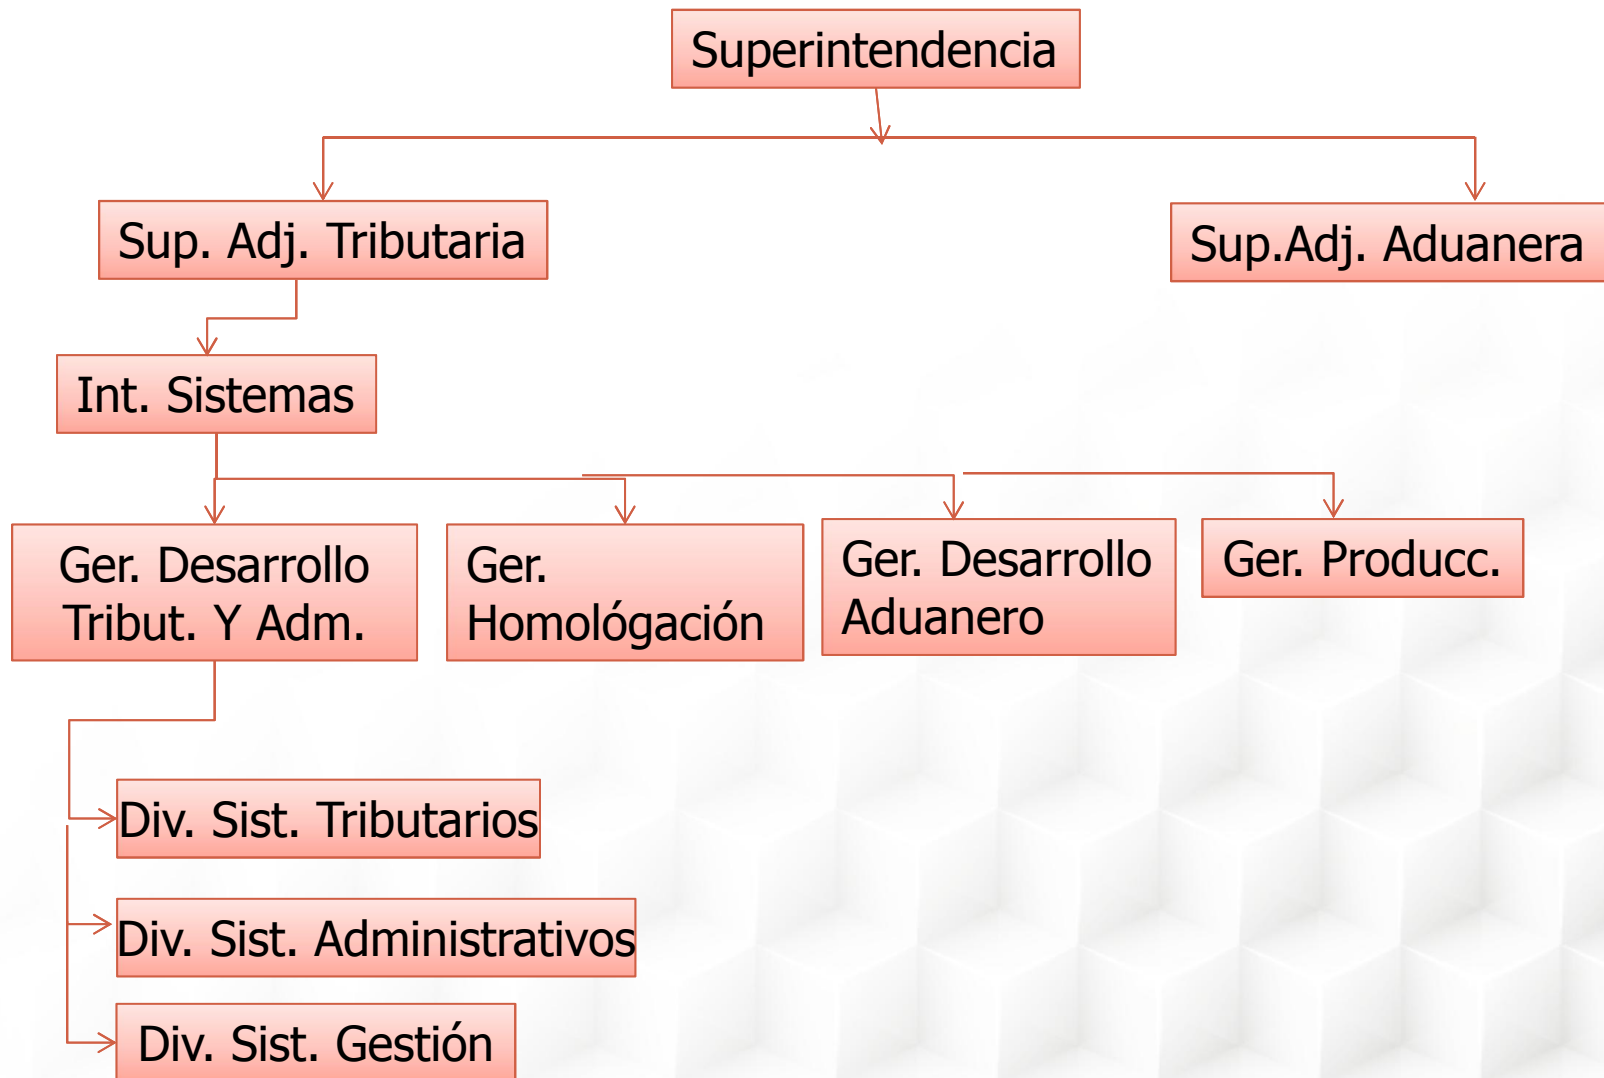 Superintendencia
Sup. Adj. Tributaria
Sup.Adj. Aduanera
Int. Sistemas
Ger. Desarrollo
Tribut. Y Adm.
Ger.
Homológación
Ger. Desarrollo
Aduanero
Ger. Producc.
Div. Sist. Tributarios
Div. Sist. Administrativos
Div. Sist. Gestión